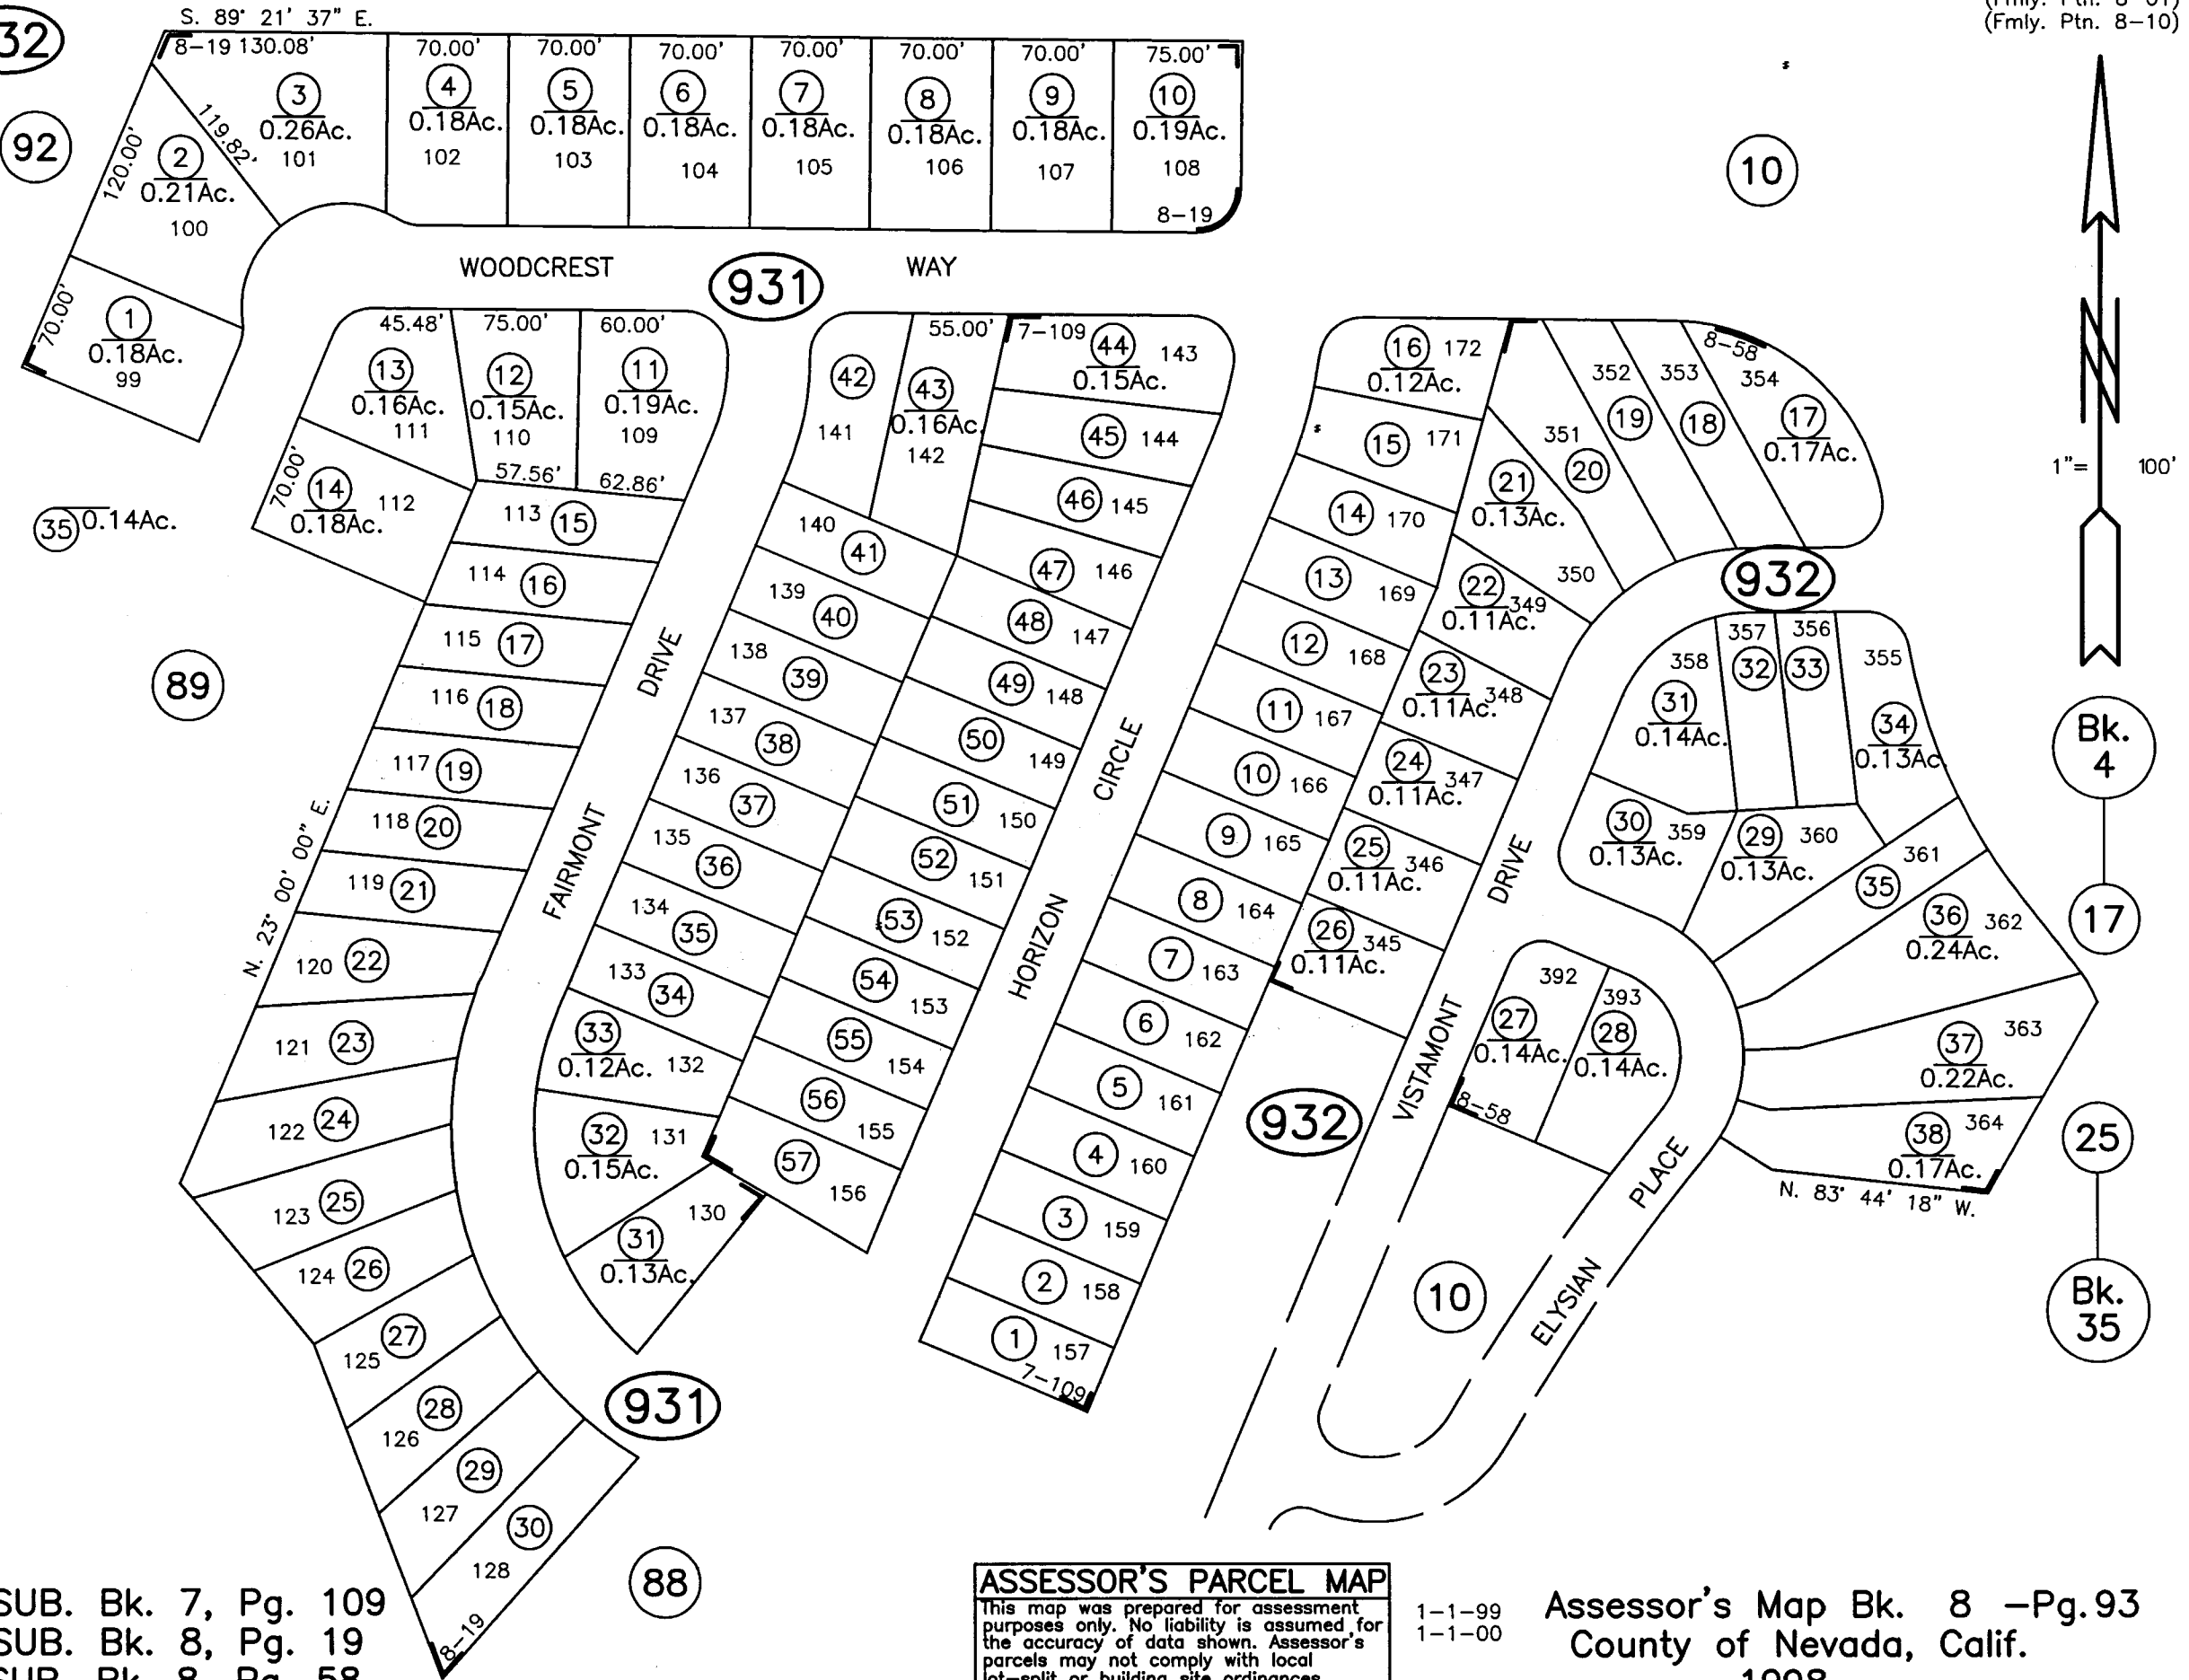 S. 89° 21' 37" E.
(Fmly. Ptn. 8-10)
32
92
8-19 130.08'
70.00'
70.00'
70.00'
70.00'
70.00'
70.00'
75.00'
3
0.26Ac.
101
4
0.18Ac.
102
5
0.18Ac.
103
6
0.18Ac.
104
7
0.18Ac.
105
8
0.18Ac.
106
9
0.18Ac.
107
10
0.19Ac.
108
8-19
119.82'
120.00'
2
0.21Ac.
100
70.00'
1
0.18Ac.
99
10
WOODCREST
931
WAY
45.48'
75.00'
60.00'
13
0.16Ac.
111
12
0.15Ac.
110
57.56'
11
0.19Ac.
109
62.86'
70.00'
14
0.18Ac.
112
35 0.14Ac.
89
42
141
55.00'
43
0.16Ac.
142
7-109
44
143
0.15Ac.
45 144
46 145
47 146
48 147
49 148
50 149
51 150
52 151
53 152
54 153
55 154
56 155
57 156
113 15
114 16
115 17
116 18
117 19
118 20
119 21
120 22
121 23
122 24
123 25
124 26
125 27
126 28
127 29
128 30
8-19
N. 23° 00' 00" E.
FAIRMONT
DRIVE
140 41
139 40
138 39
137 38
136 37
135 36
134 35
133 34
33
0.12Ac. 132
32 131
0.15Ac.
130
31
0.13Ac.
931
88
HORIZON
CIRCLE
16 172
0.12Ac.
15 171
14 170
13 169
12 168
11 167
10 166
9 165
8 164
7 163
6 162
5 161
4 160
3 159
2 158
1 157
7-109
8-58
352
19
353
18
354
17
0.17Ac.
351
20
21
0.13Ac.
350
22
349
0.11Ac.
23
348
0.11Ac.
24
347
0.11Ac.
25
346
0.11Ac.
26
345
0.11Ac.
932
VISTAMONT
DRIVE
358
31
0.14Ac.
357
32
356
33
355
34
0.13Ac.
30 359
0.13Ac.
29 360
0.13Ac.
361
35
36 362
0.24Ac.
37 363
0.22Ac.
38 364
0.17Ac.
N. 83° 44' 18" W.
392
27
0.14Ac.
393
28
0.14Ac.
8-58
932
10
ELYSIAN
PLACE
1"= 100'
Bk.
4
17
25
Bk.
35
SUB. Bk. 7, Pg. 109
SUB. Bk. 8, Pg. 19
SUB. Bk. 8, Pg. 58
ASSESSOR'S PARCEL MAP
This map was prepared for assessment
purposes only. No liability is assumed for
the accuracy of data shown. Assessor's
parcels may not comply with local
lot-split or building site ordinances.
1-1-99
1-1-00
Assessor's Map Bk. 8 -Pg.93
County of Nevada, Calif.
1998